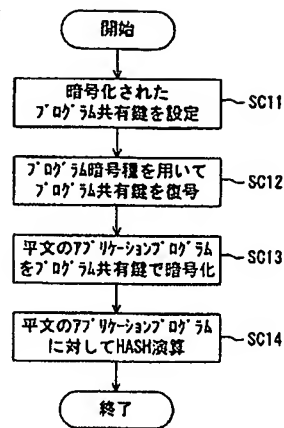 開始
暗号化された
プログラム共有鍵を設定
SC11
プログラム暗号種を用いて
プログラム共有鍵を復号
SC12
平文のアプリケーションプログラム
をプログラム共有鍵で暗号化
SC13
平文のアプリケーションプログラム
に対してHASH演算
SC14
終了